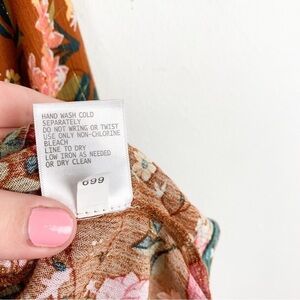 HAND WASH COLD
SEPARATELY
DO NOT WRING OR TWIST
USE ONLY NON-CHLORINE
BLEACH
LINE TO DRY
LOW IRON AS NEEDED
OR DRY CLEAN
699